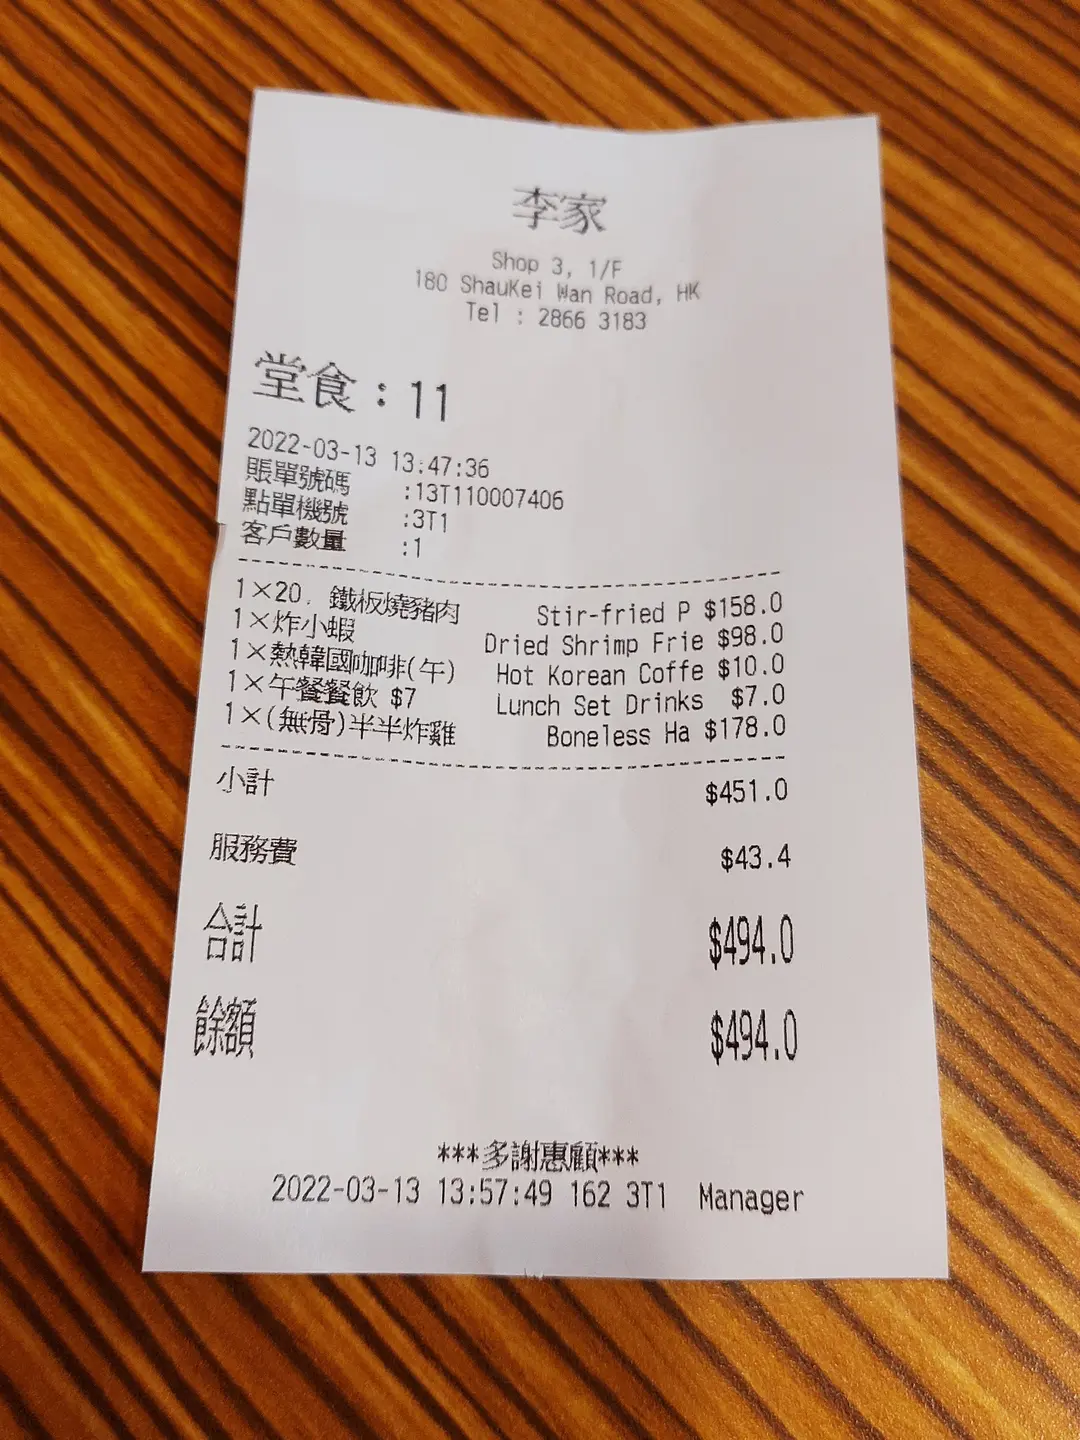 李家
Shop 3, 1/F
180 ShauKei Wan Road, HK
Tel : 2866 3183
堂食：11
2022-03-13 13:47:36
賬單號碼 :13T110007406
點單機號 :3T1
客戶數量 :1
1×20. 鐵板燒豬肉 Stir-fried P $158.0
1×炸小蝦 Dried Shrimp Frie $98.0
1×熱韓國咖啡(午) Hot Korean Coffe $10.0
1×午餐餐飲 $7 Lunch Set Drinks $7.0
1×(無骨)半半炸雞 Boneless Ha $178.0
小計 $451.0
服務費 $43.4
合計 $494.0
餘額 $494.0
***多謝惠顧***
2022-03-13 13:57:49 162 3T1 Manager